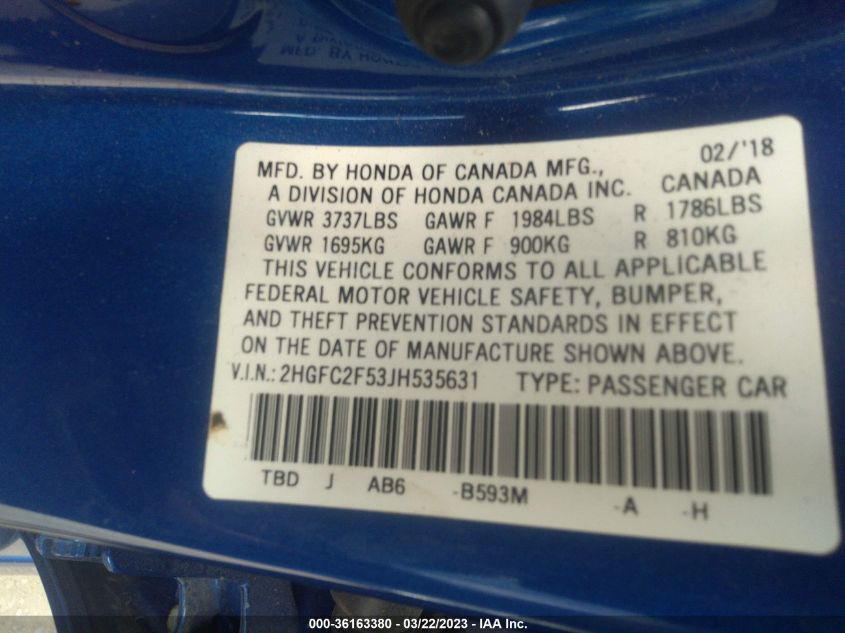 MFD. BY HONDA OF CANADA MFG., 02/'18
A DIVISION OF HONDA CANADA INC. CANADA
GVWR 3737LBS GAWR F 1984LBS R 1786LBS
GVWR 1695KG GAWR F 900KG R 810KG
THIS VEHICLE CONFORMS TO ALL APPLICABLE
FEDERAL MOTOR VEHICLE SAFETY, BUMPER,
AND THEFT PREVENTION STANDARDS IN EFFECT
ON THE DATE OF MANUFACTURE SHOWN ABOVE.
V.I.N.: 2HGFC2F53JH535631 TYPE: PASSENGER CAR
TBD J AB6 -B593M -A -H
000-36163380 - 03/22/2023 - IAA Inc.